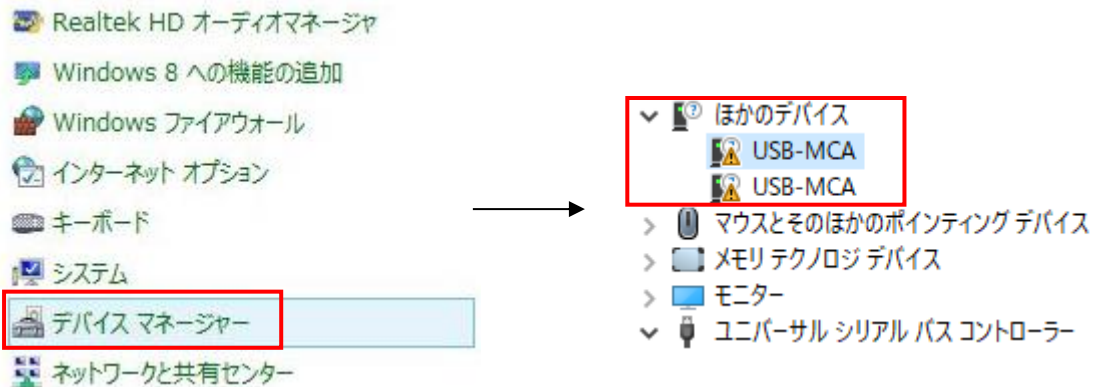 Realtek HD オーディオマネージャ
Windows 8 への機能の追加
Windows ファイアウォール
インターネット オプション
キーボード
システム
デバイス マネージャー
ネットワークと共有センター
ほかのデバイス
USB-MCA
USB-MCA
マウスとそのほかのポインティング デバイス
メモリ テクノロジ デバイス
モニター
ユニバーサル シリアル バス コントローラー